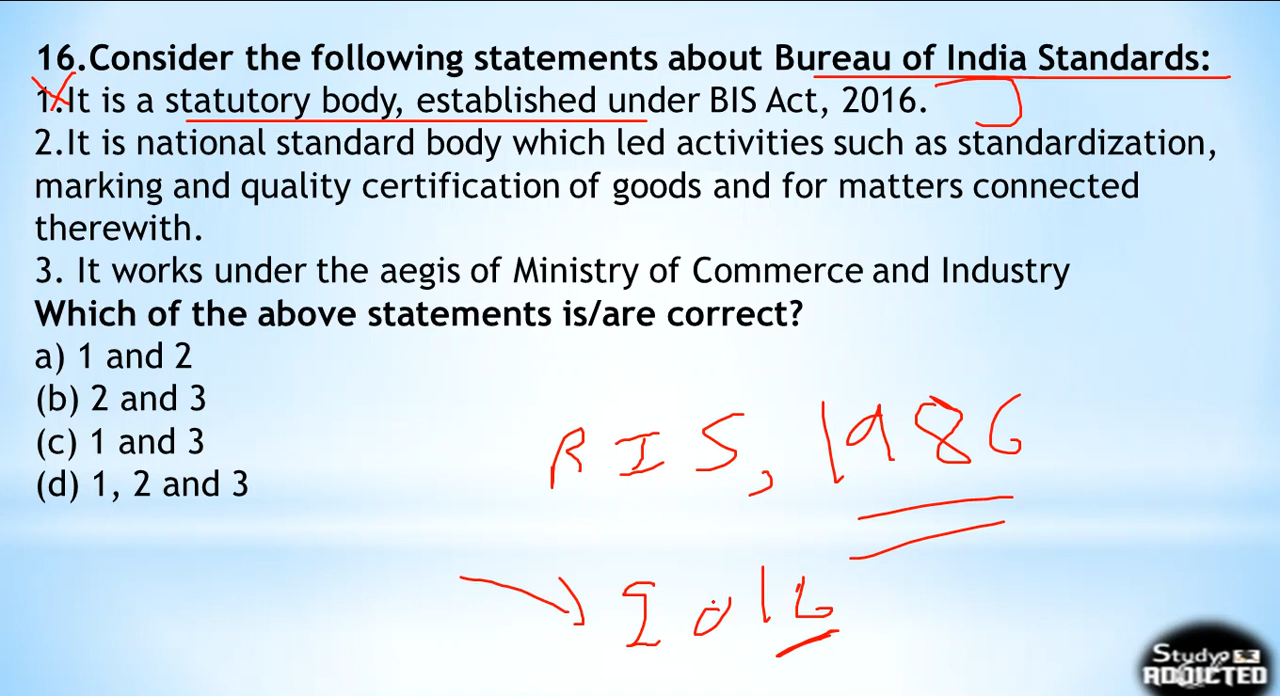 16.Consider the following statements about Bureau of India Standards:
1.It is a statutory body, established under BIS Act, 2016.
2.It is national standard body which led activities such as standardization,
marking and quality certification of goods and for matters connected
therewith.
3. It works under the aegis of Ministry of Commerce and Industry
Which of the above statements is/are correct?
a) 1 and 2
(b) 2 and 3
(c) 1 and 3
(d) 1, 2 and 3
BIS, 1986
2016
Study
ADDICTED